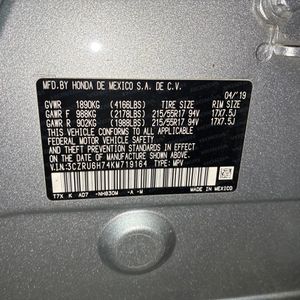 MFD.BY HONDA DE MEXICO S.A. DE C.V.
04/'19
GVWR 1890KG (4166LBS) TIRE SIZE RIM SIZE
GAWR F 988KG (2178LBS) 215/55R17 94V 17X7.5J
GAWR R 902KG (1988LBS) 215/55R17 94V 17X7.5J
THIS VEHICLE CONFORMS TO ALL APPLICABLE
FEDERAL MOTOR VEHICLE SAFETY STANDARDS IN
EFFECT ON THE DATE OF MANUFACTURE SHOWN ABOVE.
V.I.N:3CZRU6H74KM719164 TYPE: MPV
MADE IN MEXICO
T7X K AD7 -NH830M -A -M